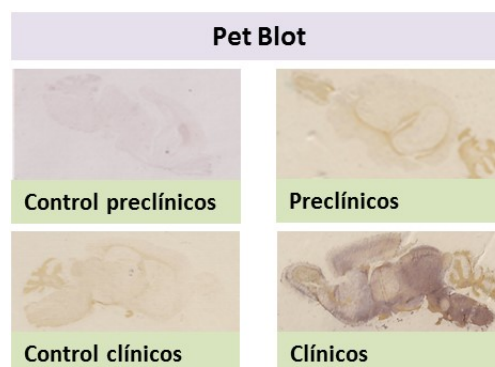 Pet Blot
Control preclínicos
Preclínicos
Control clínicos
Clínicos